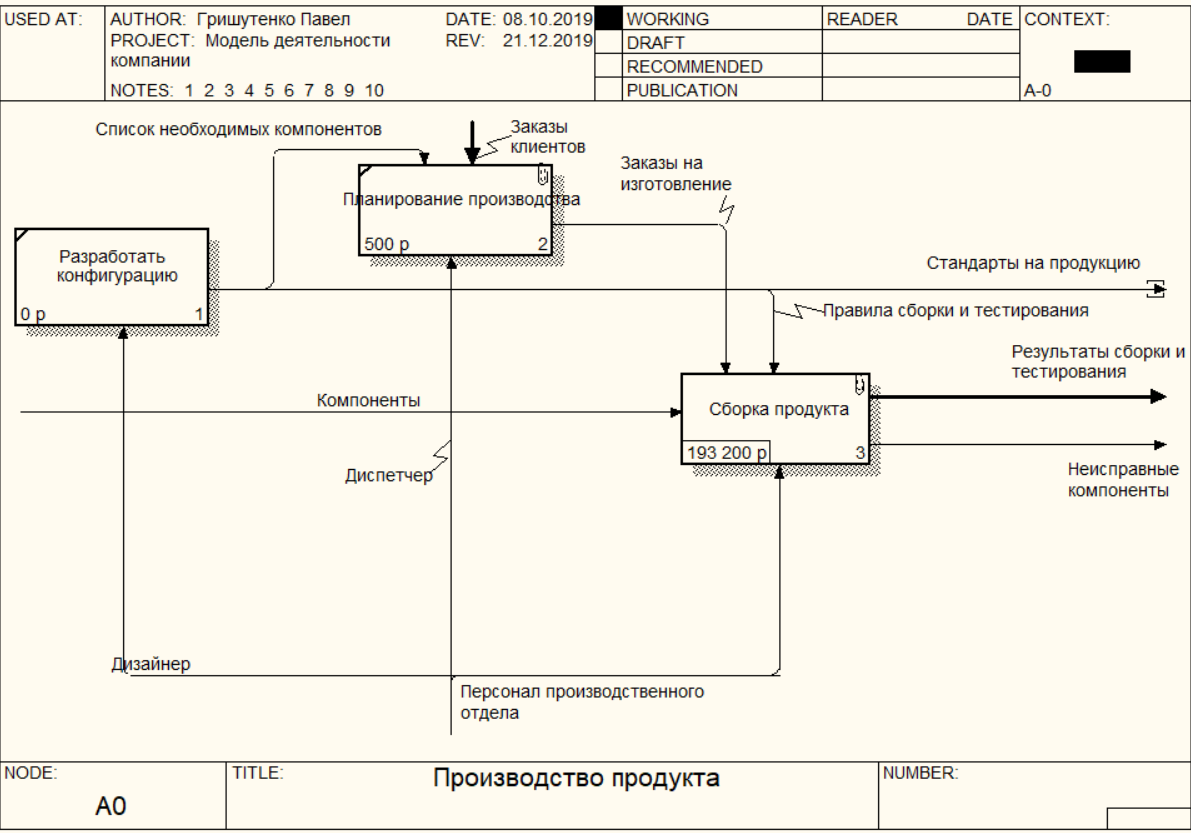 USED AT:
AUTHOR: Гришутенко Павел
DATE: 08.10.2019
PROJECT: Модель деятельности
компании
REV: 21.12.2019
NOTES: 1 2 3 4 5 6 7 8 9 10
WORKING
DRAFT
RECOMMENDED
PUBLICATION
READER
DATE
CONTEXT:
A-0
Список необходимых компонентов
Заказы
клиентов
Заказы на
изготовление
Планирование производства
500 р
2
Разработать
конфигурацию
0 р
1
Стандарты на продукцию
Правила сборки и тестирования
Результаты сборки и
тестирования
Компоненты
Сборка продукта
193 200 р
3
Диспетчер
Неисправные
компоненты
Дизайнер
Персонал производственного
отдела
NODE:
A0
TITLE:
Производство продукта
NUMBER: